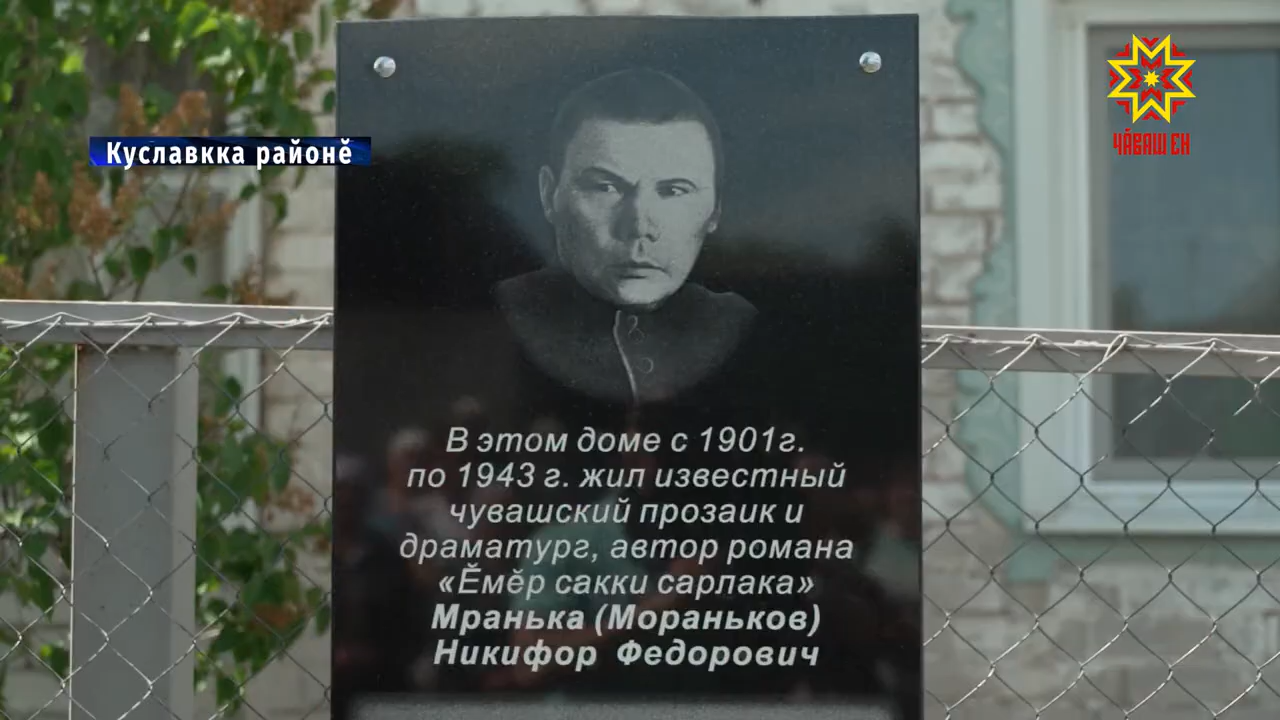 Куславкка районĕ
ЧĂВАШ ЕН
В этом доме с 1901г.
по 1943 г. жил известный
чувашский прозаик и
драматург, автор романа
«Ĕмĕр сакки сарлака»
Мранька (Мораньков)
Никифор Федорович